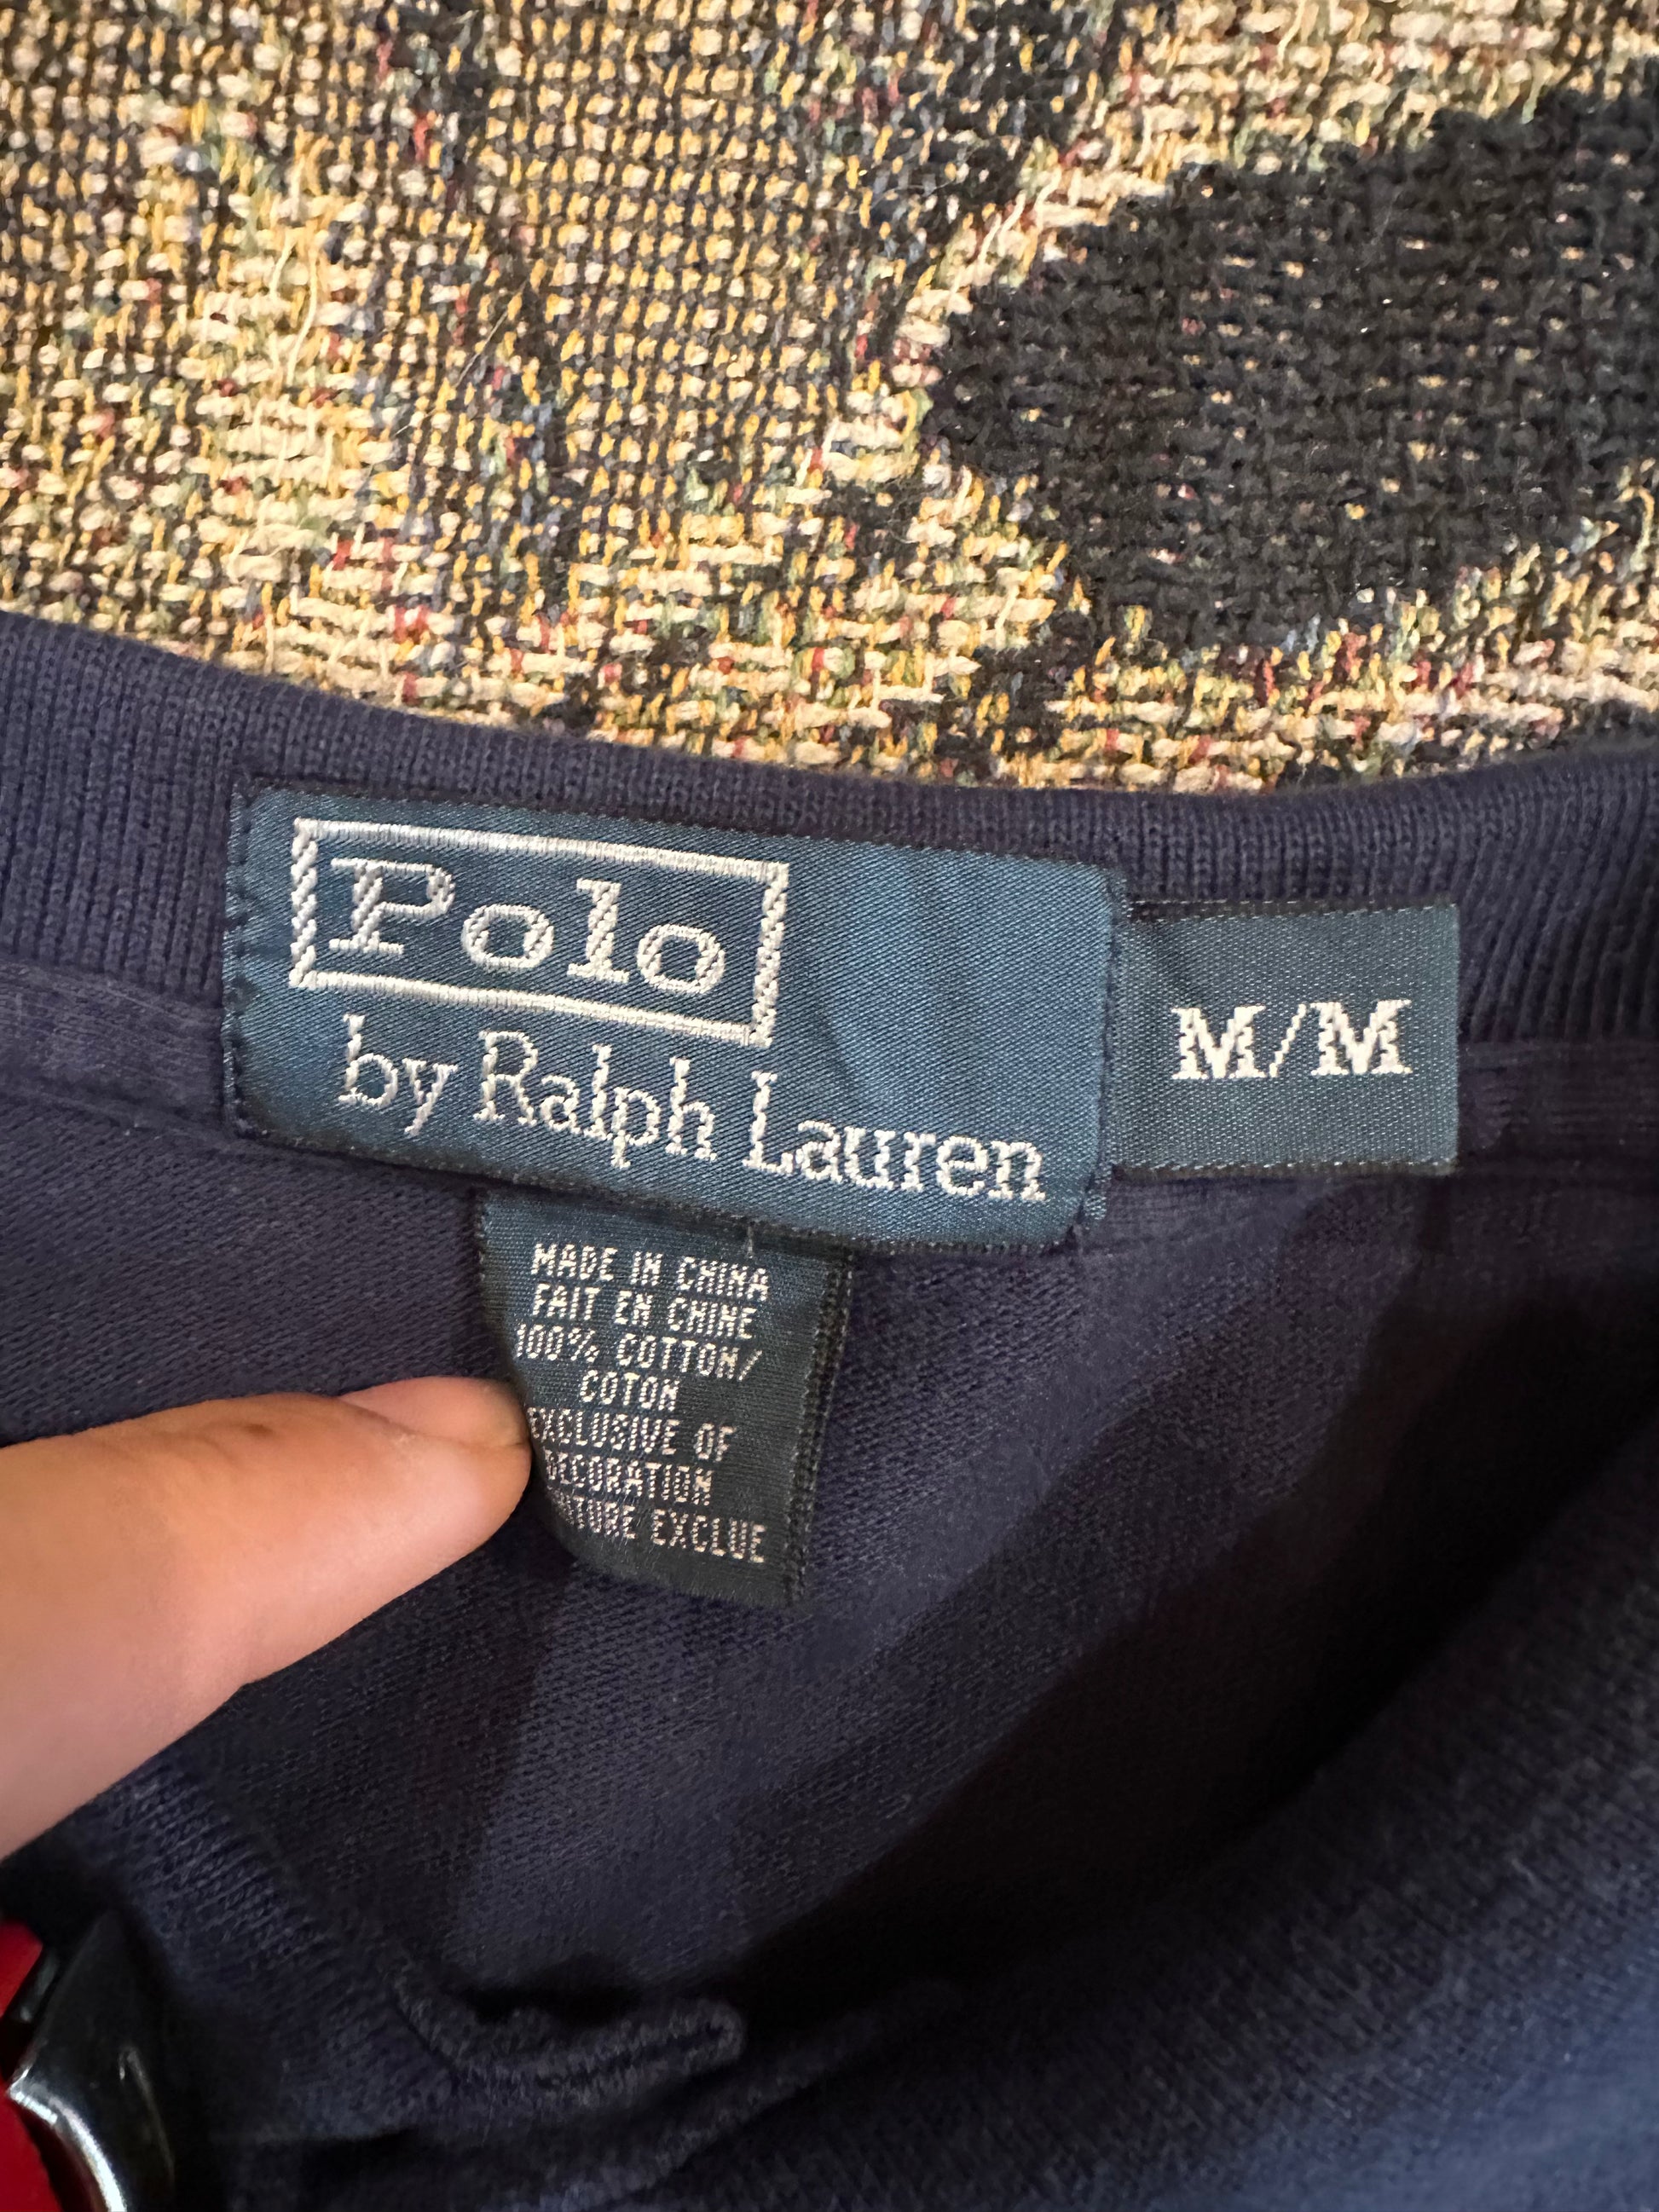 Polo
by Ralph Lauren
M/M
MADE IN CHINA
FAIT EN CHINE
100% COTTON/
COTON
EXCLUSIVE OF
DECORATION
EXCLUE